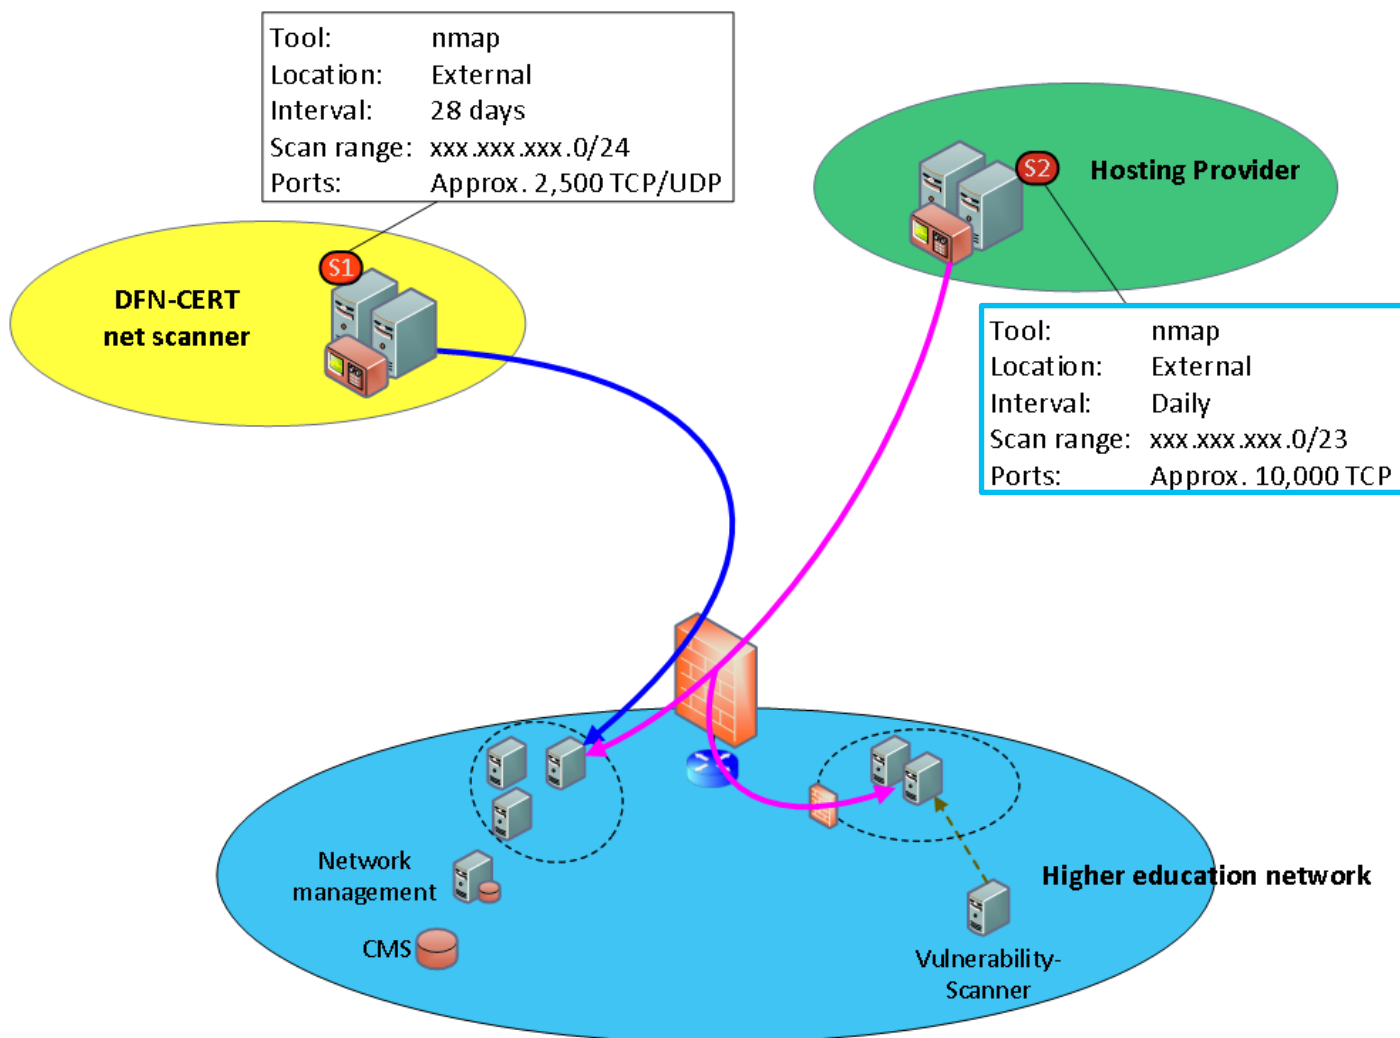 Tool: nmap
Location: External
Interval: 28 days
Scan range: xxx.xxx.xxx.0/24
Ports: Approx. 2,500 TCP/UDP
S2
Hosting Provider
S1
DFN-CERT
net scanner
Tool: nmap
Location: External
Interval: Daily
Scan range: xxx.xxx.xxx.0/23
Ports: Approx. 10,000 TCP
Network
management
Higher education network
CMS
Vulnerability-
Scanner